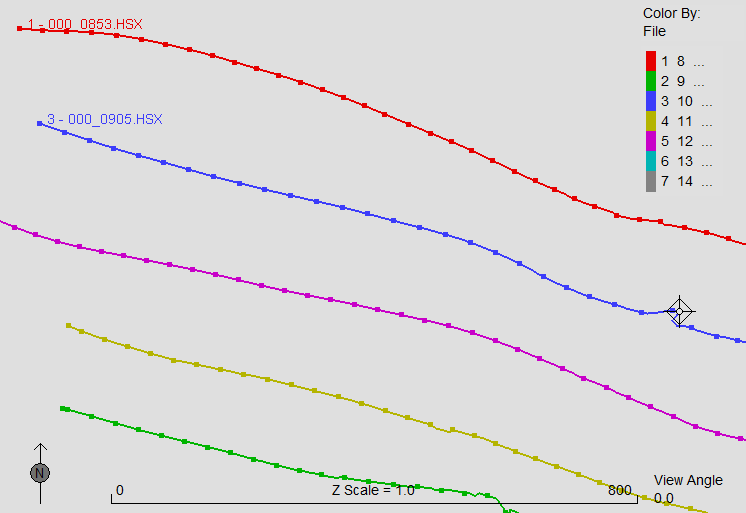 1 - 000_0853.HSX
Color By:
File
1 8 ...
2 9 ...
3 10 ...
4 11 ...
5 12 ...
6 13 ...
7 14 ...
3 - 000_0905.HSX
N
0
Z Scale = 1.0
800
View Angle
0.0